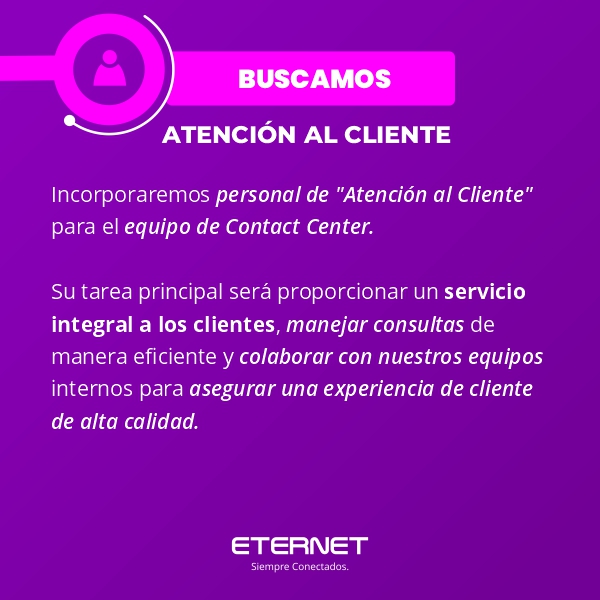 BUSCAMOS
ATENCIÓN AL CLIENTE
Incorporaremos personal de "Atención al Cliente"
para el equipo de Contact Center.
Su tarea principal será proporcionar un servicio
integral a los clientes, manejar consultas de
manera eficiente y colaborar con nuestros equipos
internos para asegurar una experiencia de cliente
de alta calidad.
ETERNET
Siempre Conectados.